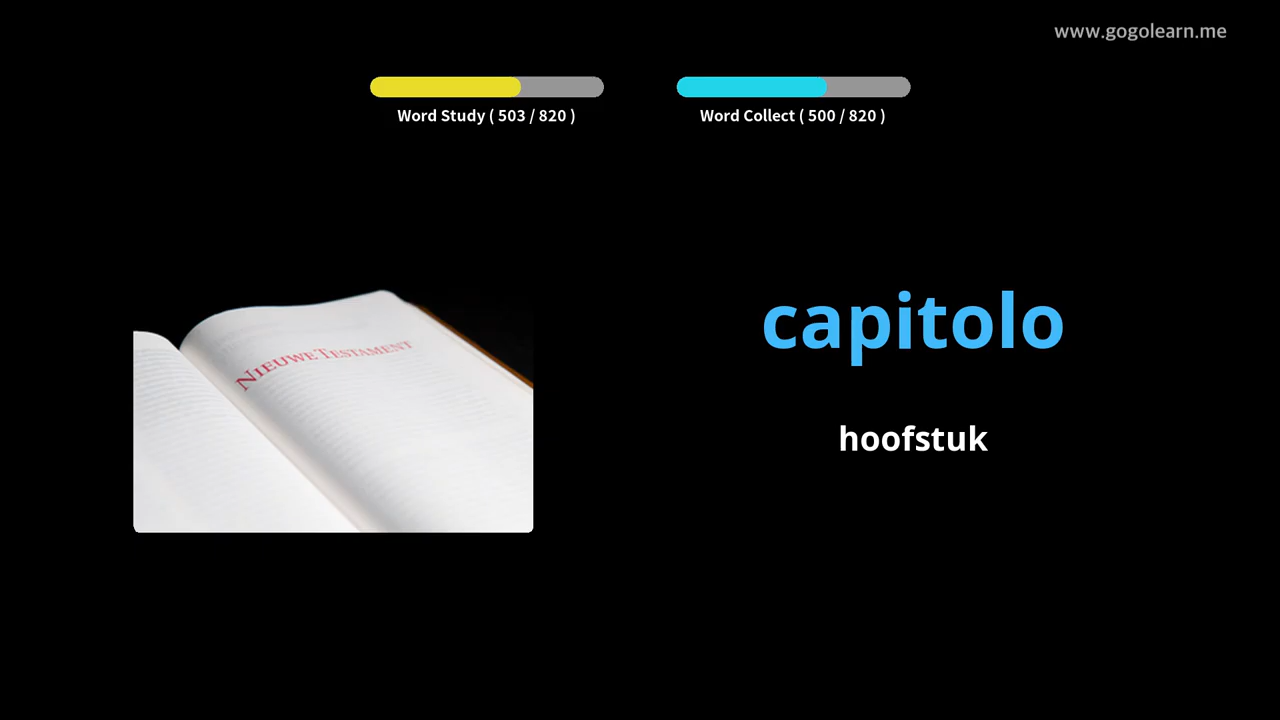 www.gogolearn.me
Word Study ( 503 / 820 )
Word Collect ( 500 / 820 )
NIEUWE TESTAMENT
capitolo
hoofstuk